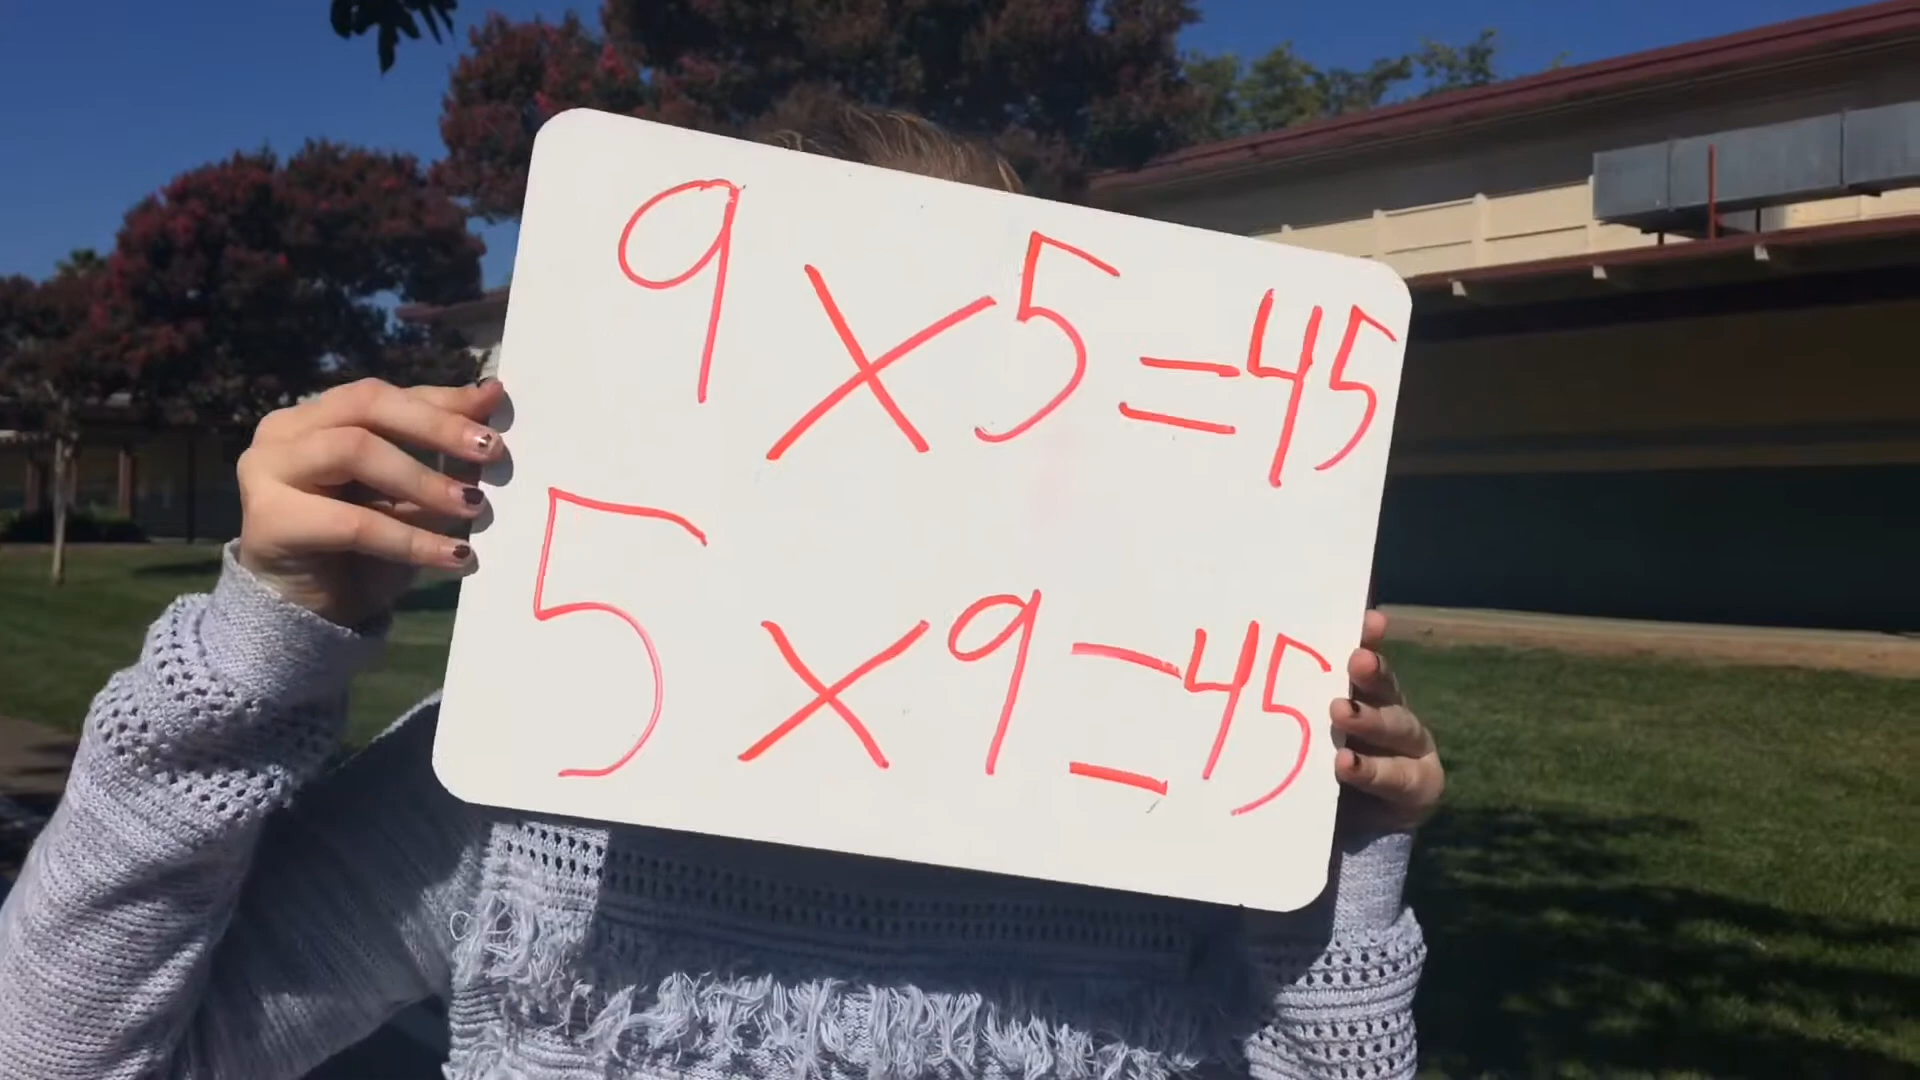 9 × 5 = 45
5 × 9 = 45